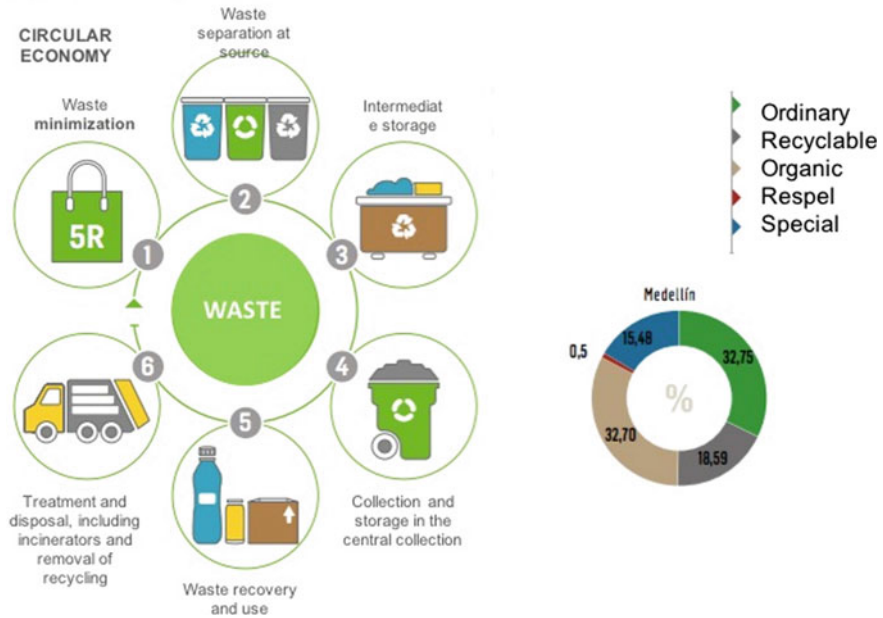 CIRCULAR
ECONOMY
Waste
separation at
source
Waste
minimization
Intermediat
e storage
5R
1
2
3
WASTE
6
5
4
Treatment and
disposal, including
incinerators and
removal of
recycling
Waste recovery
and use
Collection and
storage in the
central collection
Ordinary
Recyclable
Organic
Respel
Special
Medellín
15,48
32,75
0,5
%
32,70
18,59